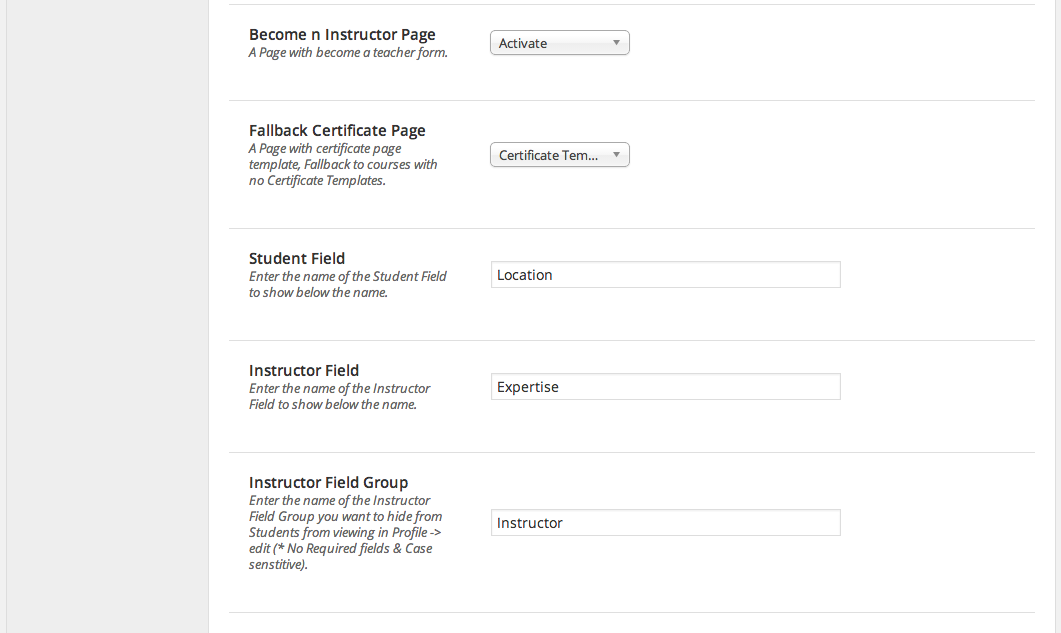 Become n Instructor Page
A Page with become a teacher form.
Activate
Fallback Certificate Page
A Page with certificate page
template, Fallback to courses with
no Certificate Templates.
Certificate Tem...
Student Field
Enter the name of the Student Field
to show below the name.
Location
Instructor Field
Enter the name of the Instructor
Field to show below the name.
Expertise
Instructor Field Group
Enter the name of the Instructor
Field Group you want to hide from
Students from viewing in Profile ->
edit (* No Required fields & Case
senstitive).
Instructor